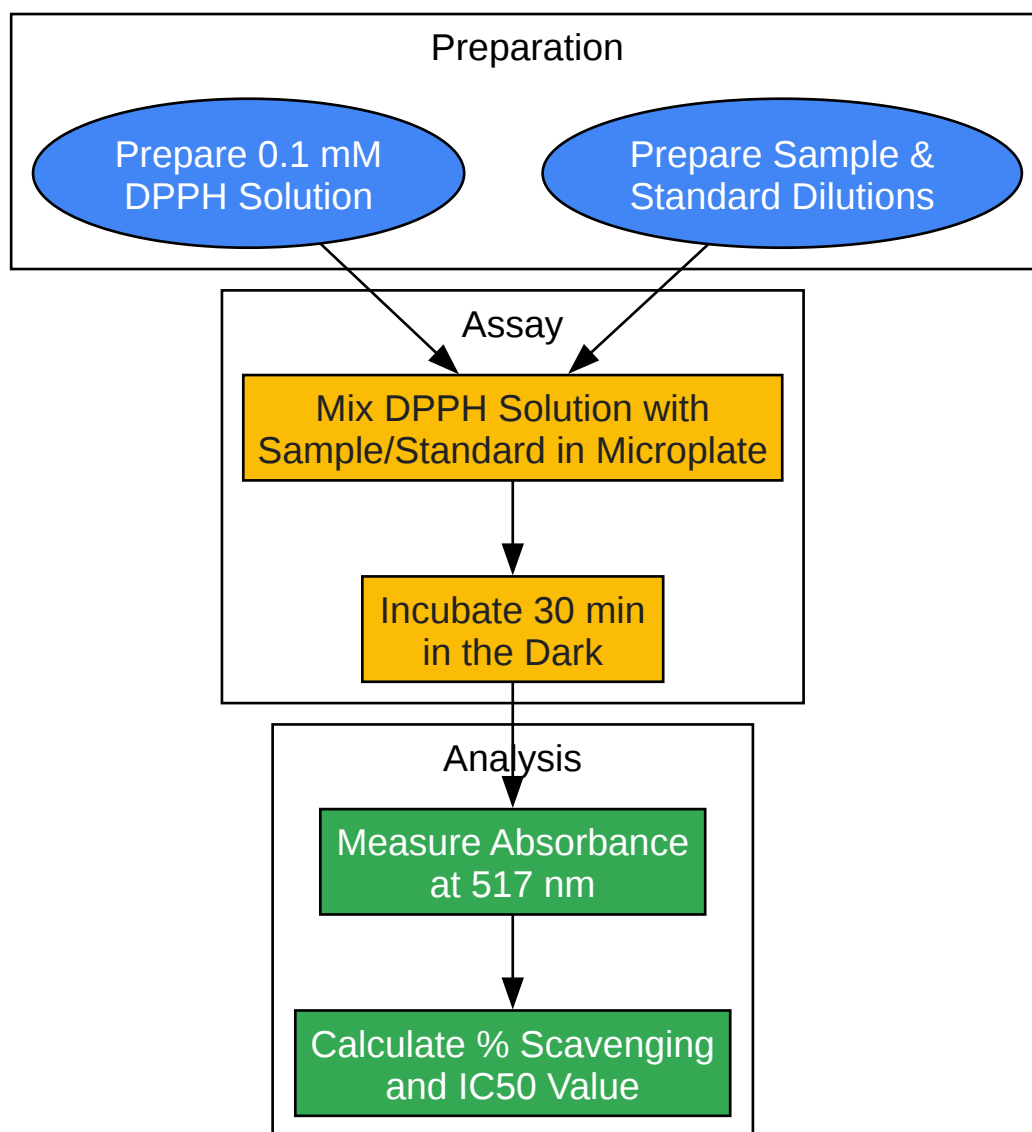 Preparation
Prepare 0.1 mM
DPPH Solution
Prepare Sample &
Standard Dilutions
Assay
Mix DPPH Solution with
Sample/Standard in Microplate
Incubate 30 min
in the Dark
Analysis
Measure Absorbance
at 517 nm
Calculate % Scavenging
and IC50 Value